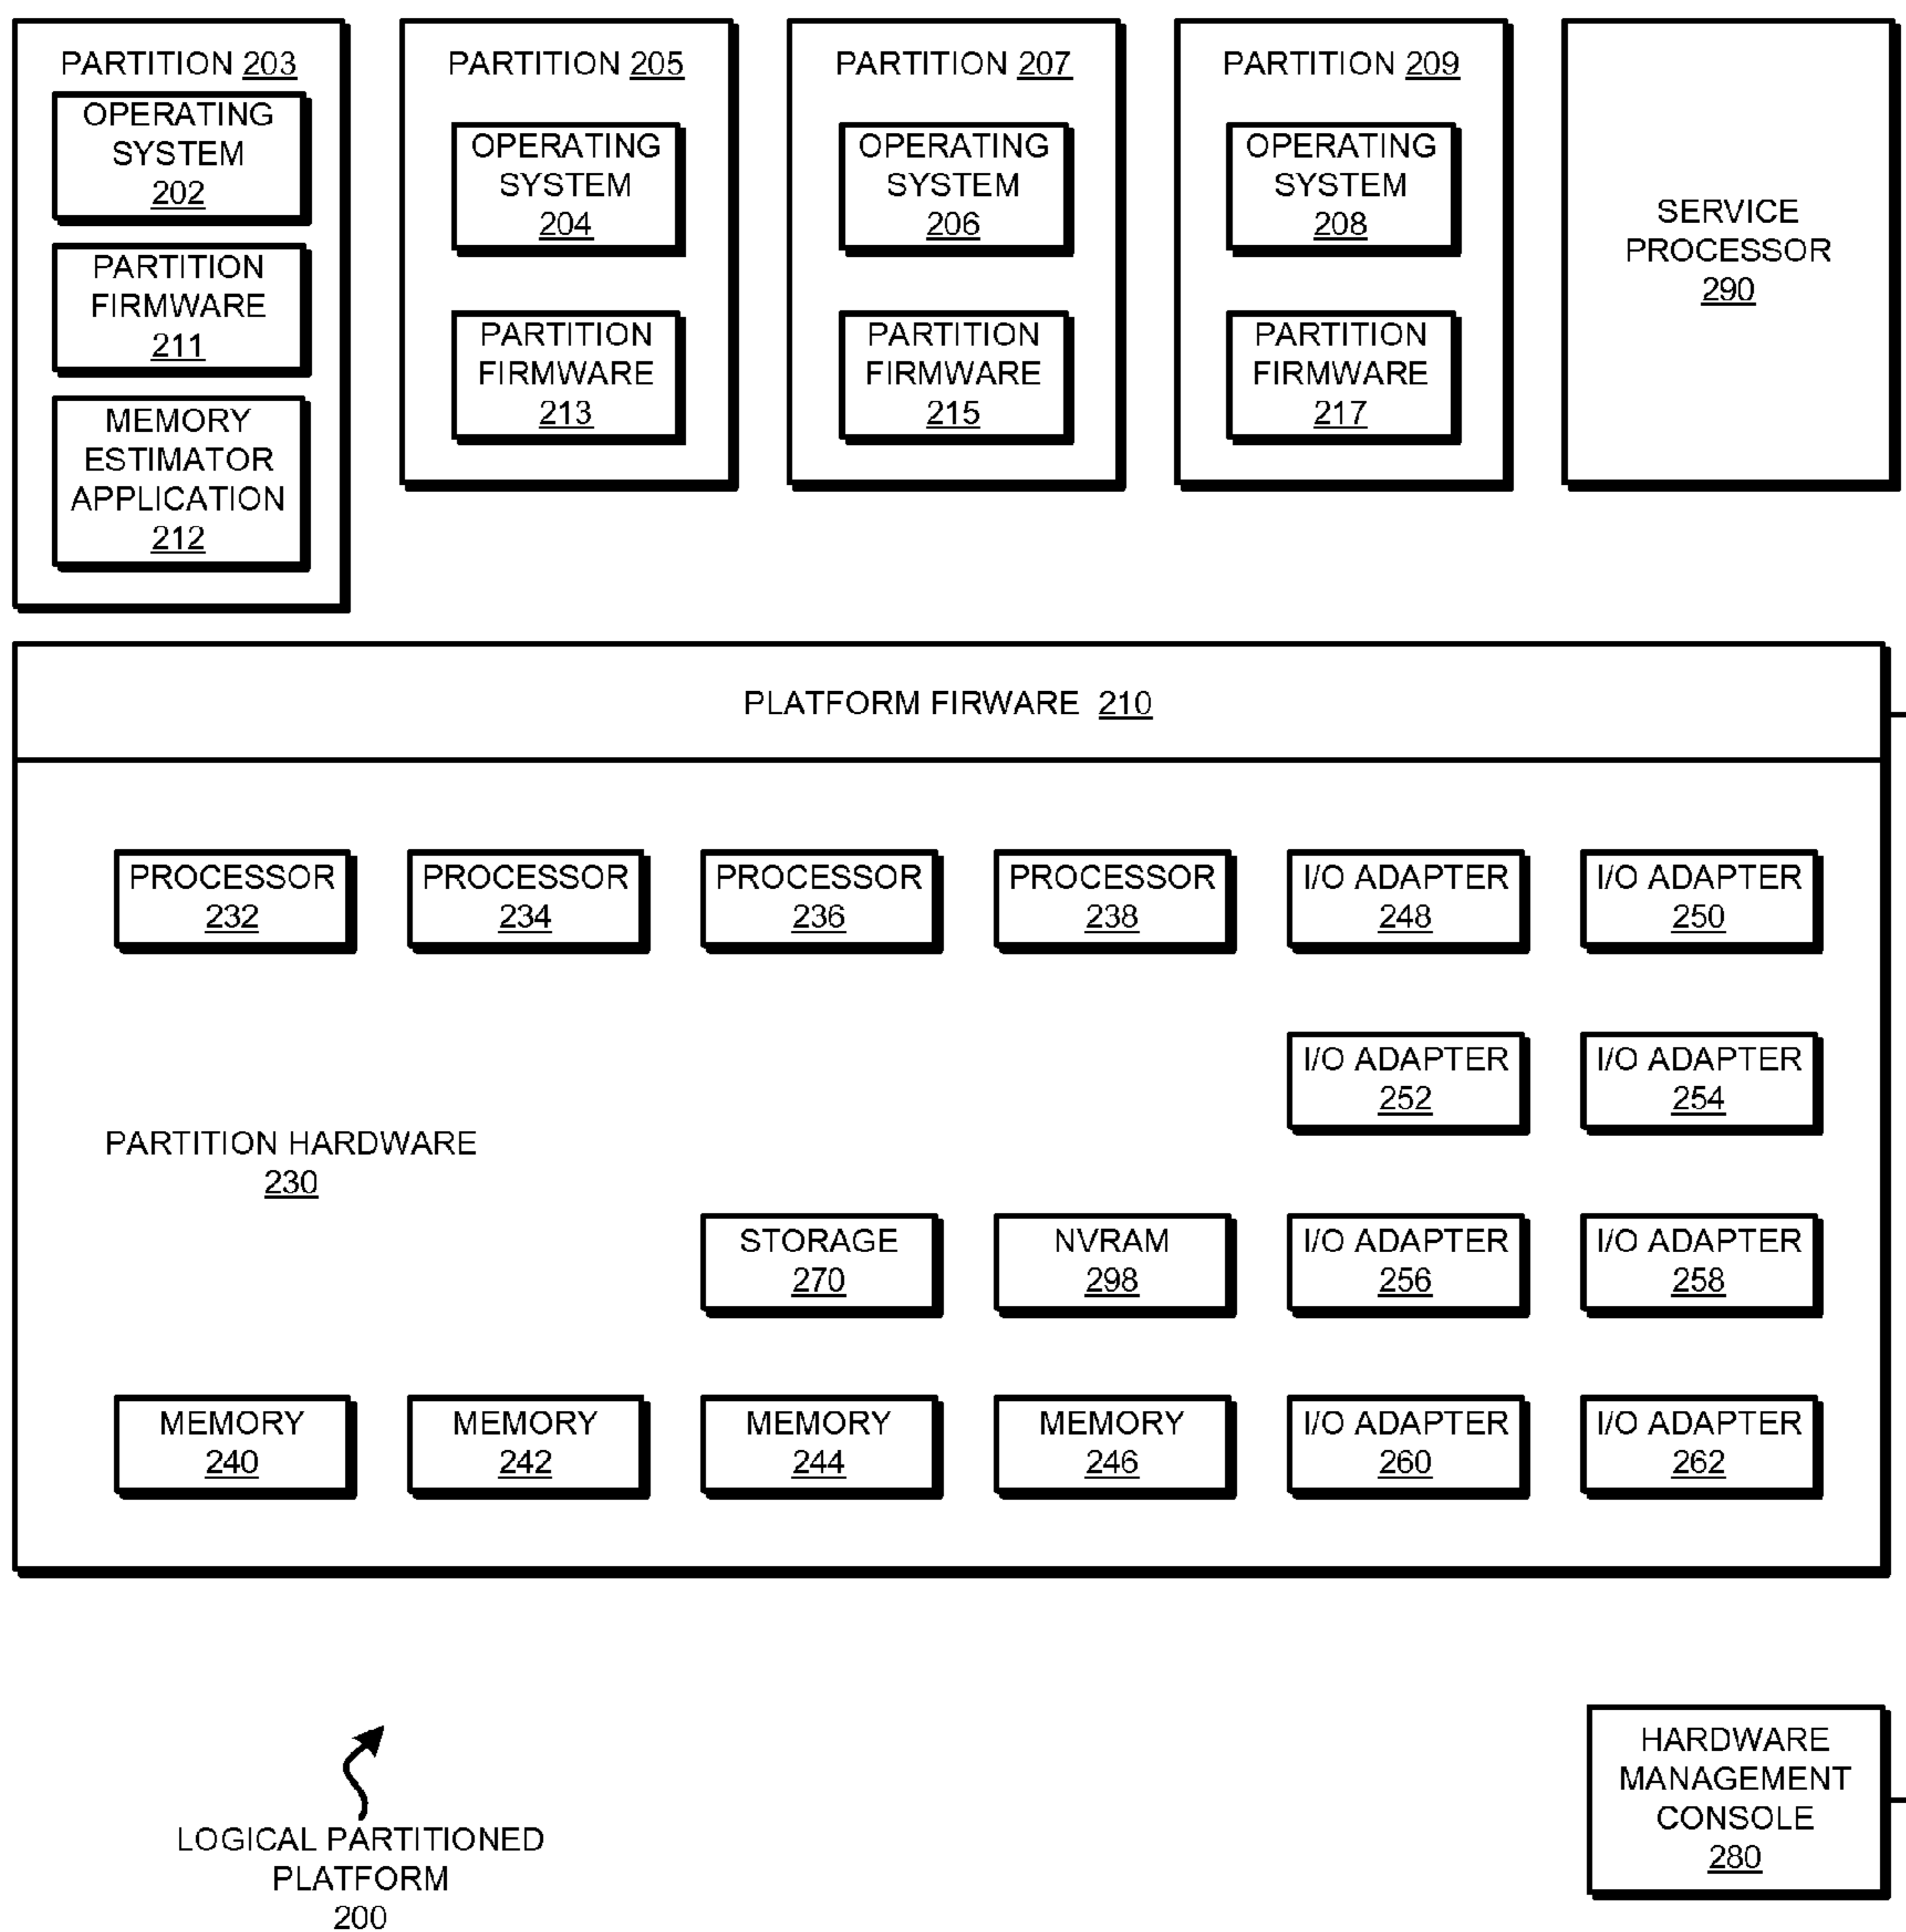 PARTITION 203
OPERATING
SYSTEM
202
PARTITION
FIRMWARE
211
MEMORY
ESTIMATOR
APPLICATION
212
PARTITION 205
OPERATING
SYSTEM
204
PARTITION
FIRMWARE
213
PARTITION 207
OPERATING
SYSTEM
206
PARTITION
FIRMWARE
215
PARTITION 209
OPERATING
SYSTEM
208
PARTITION
FIRMWARE
217
SERVICE
PROCESSOR
290
PLATFORM FIRWARE 210
PROCESSOR
232
PROCESSOR
234
PROCESSOR
236
PROCESSOR
238
I/O ADAPTER
248
I/O ADAPTER
250
I/O ADAPTER
252
I/O ADAPTER
254
PARTITION HARDWARE
230
STORAGE
270
NVRAM
298
I/O ADAPTER
256
I/O ADAPTER
258
MEMORY
240
MEMORY
242
MEMORY
244
MEMORY
246
I/O ADAPTER
260
I/O ADAPTER
262
LOGICAL PARTITIONED
PLATFORM
200
HARDWARE
MANAGEMENT
CONSOLE
280